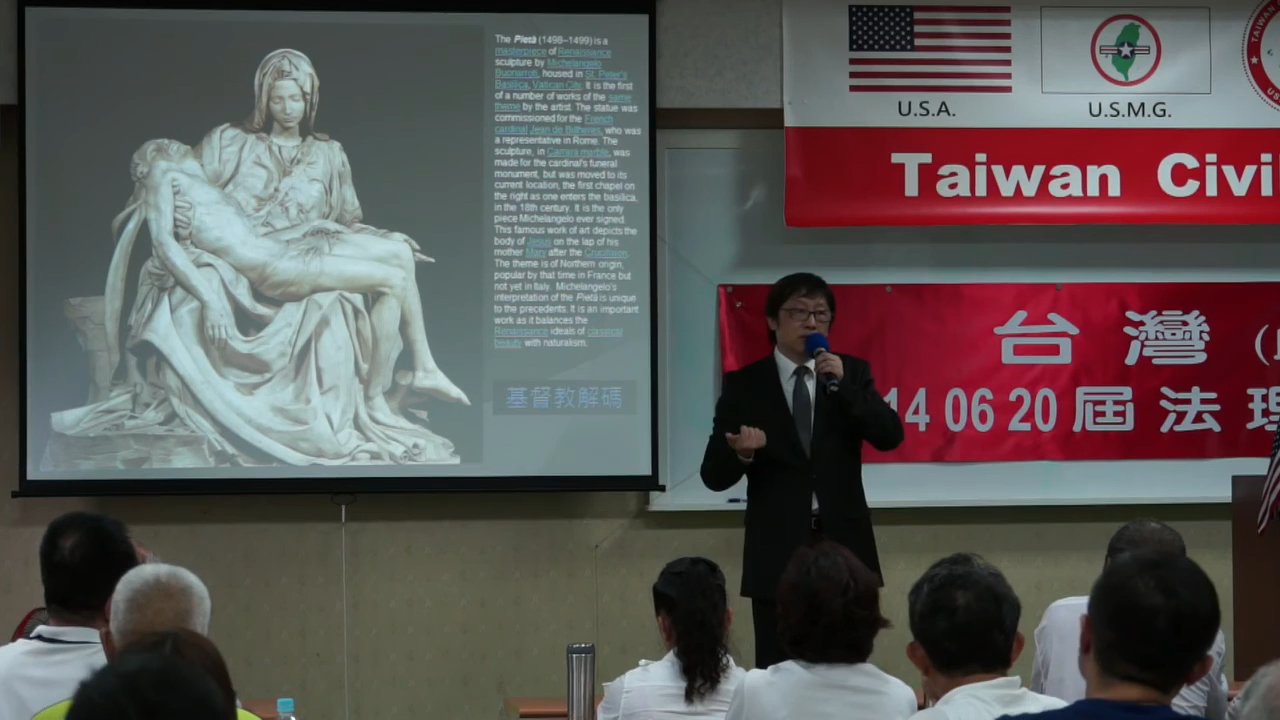 The Pietà (1498–1499) is a
masterpiece of Renaissance
sculpture by Michelangelo
Buonarroti, housed in St. Peter's
Basilica, Vatican City. It is the first
of a number of works of the same
theme by the artist. The statue was
commissioned for the French
cardinal Jean de Bilhères, who was
a representative in Rome. The
sculpture, in Carrara marble, was
made for the cardinal's funeral
monument, but was moved to its
current location, the first chapel on
the right as one enters the basilica,
in the 18th century. It is the only
piece Michelangelo ever signed.
This famous work of art depicts the
body of Jesus on the lap of his
mother Mary after the Crucifixion.
The theme is of Northern origin,
popular by that time in France but
not yet in Italy. Michelangelo's
interpretation of the Pietà is unique
to the precedents. It is an important
work as it balances the
Renaissance ideals of classical
beauty with naturalism.
基督教解碼
U.S.A.
U.S.M.G.
Taiwan Civi
台灣
14 06 20 屆法理